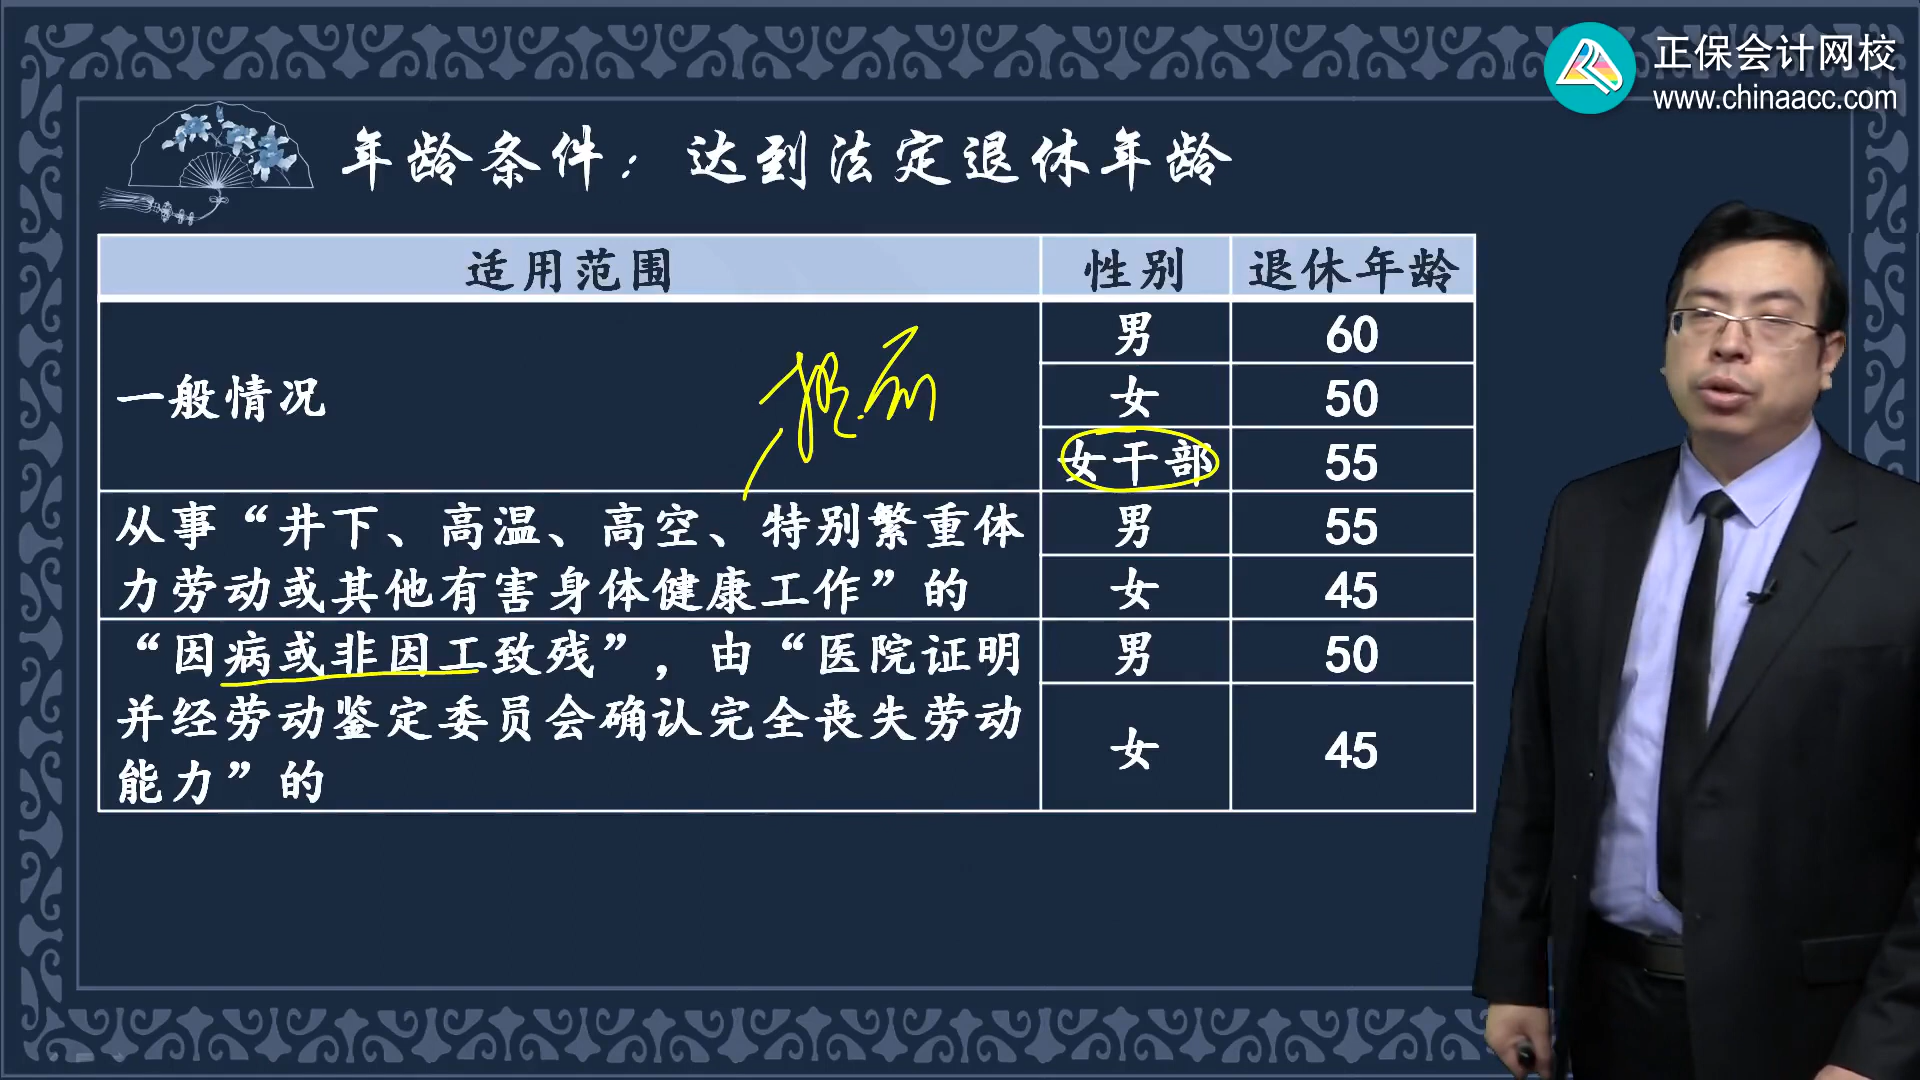 正保会计网校
www.chinaacc.com
年龄条件：达到法定退休年龄
适用范围 性别 退休年龄
一般情况
男 60
女 50
女干部 55
提前
从事“井下、高温、高空、特别繁重体
力劳动或其他有害身体健康工作”的
男 55
女 45
“因病或非因工致残”，由“医院证明
并经劳动鉴定委员会确认完全丧失劳动
能力”的
男 50
女 45